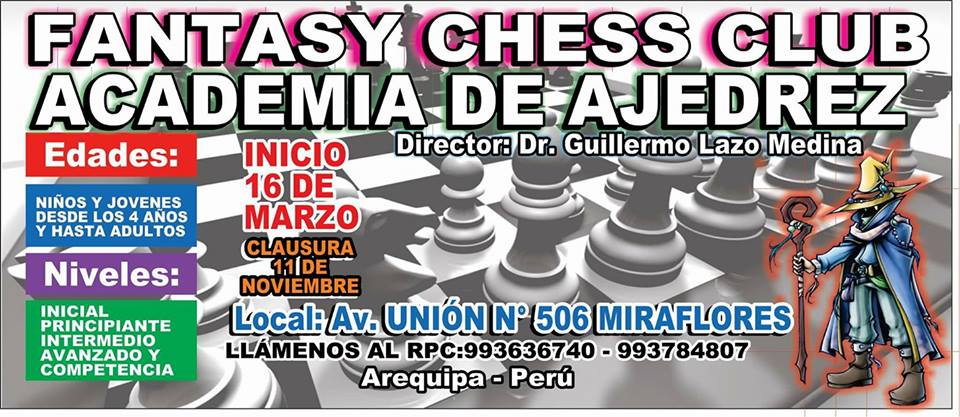 FANTASY CHESS CLUB
ACADEMIA DE AJEDREZ
Director: Dr. Guillermo Lazo Medina
Edades:
NIÑOS Y JOVENES
DESDE LOS 4 AÑOS
Y HASTA ADULTOS
Niveles:
INICIAL
PRINCIPIANTE
INTERMEDIO
AVANZADO Y
COMPETENCIA
INICIO
16 DE
MARZO
CLAUSURA
11 DE
NOVIEMBRE
Local: Av. UNIÓN N° 506 MIRAFLORES
LLÁMENOS AL RPC:993636740 - 993784807
Arequipa - Perú